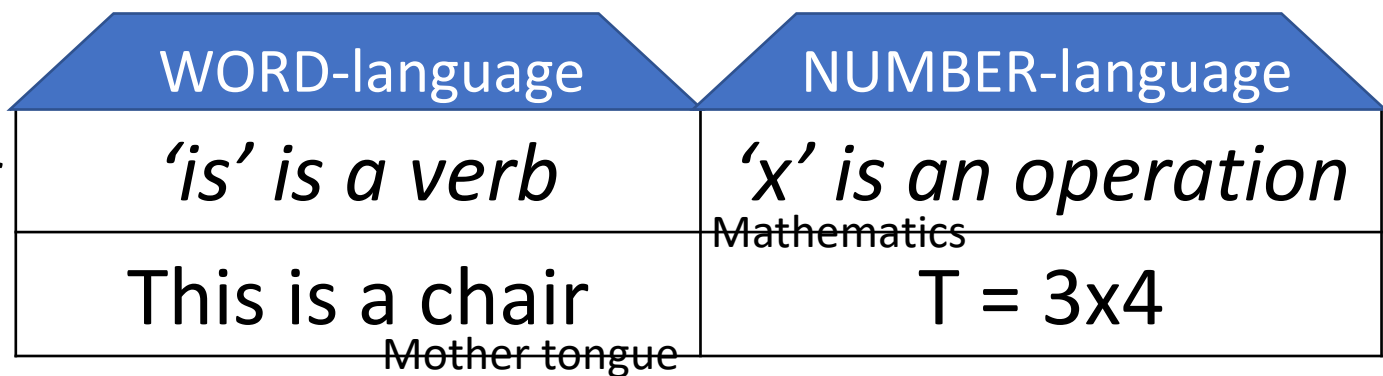 WORD-language NUMBER-language
‘is’ is a verb ‘x’ is an operation
Mathematics
This is a chair T = 3x4
Mother tongue